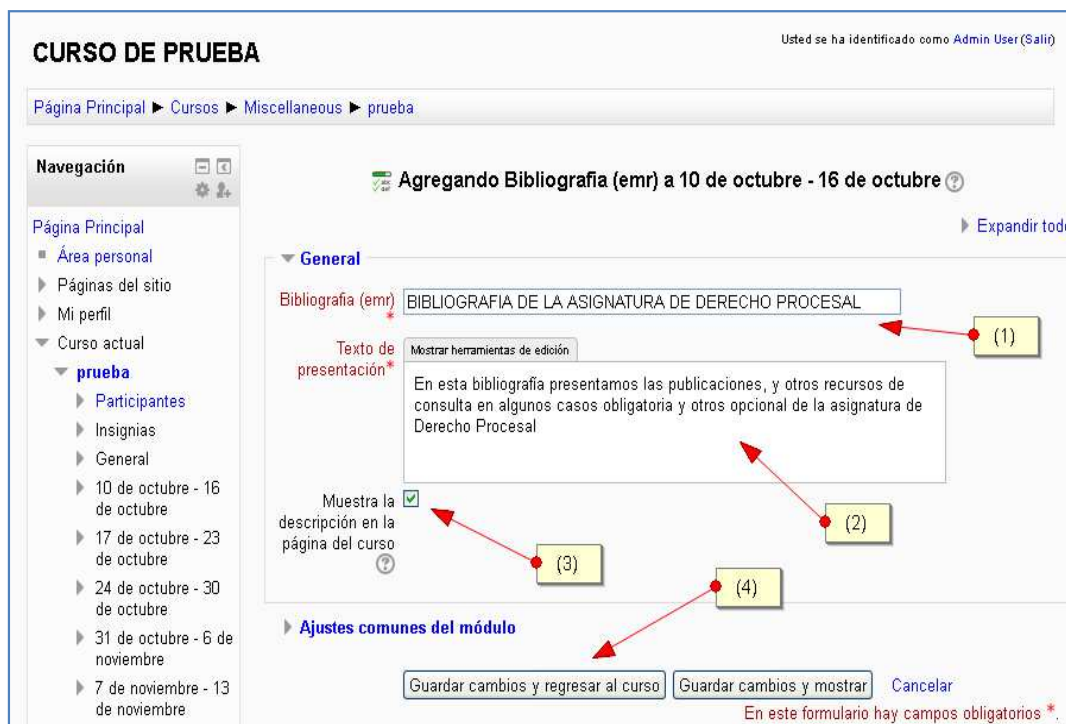 CURSO DE PRUEBA
Usted se ha identificado como Admin User (Salir)
Página Principal ► Cursos ► Miscellaneous ► prueba
Navegación
Página Principal
Área personal
Páginas del sitio
Mi perfil
Curso actual
prueba
Participantes
Insignias
General
10 de octubre - 16
de octubre
17 de octubre - 23
de octubre
24 de octubre - 30
de octubre
31 de octubre - 6 de
noviembre
7 de noviembre - 13
de noviembre
Agregando Bibliografia (emr) a 10 de octubre - 16 de octubre
Expandir todo
General
Bibliografia (emr)
*
BIBLIOGRAFIA DE LA ASIGNATURA DE DERECHO PROCESAL
(1)
Texto de
presentación*
Mostrar herramientas de edición
En esta bibliografía presentamos las publicaciones, y otros recursos de
consulta en algunos casos obligatoria y otros opcional de la asignatura de
Derecho Procesal
(2)
Muestra la
descripción en la
página del curso
(3)
(4)
Ajustes comunes del módulo
Guardar cambios y regresar al curso Guardar cambios y mostrar Cancelar
En este formulario hay campos obligatorios *.